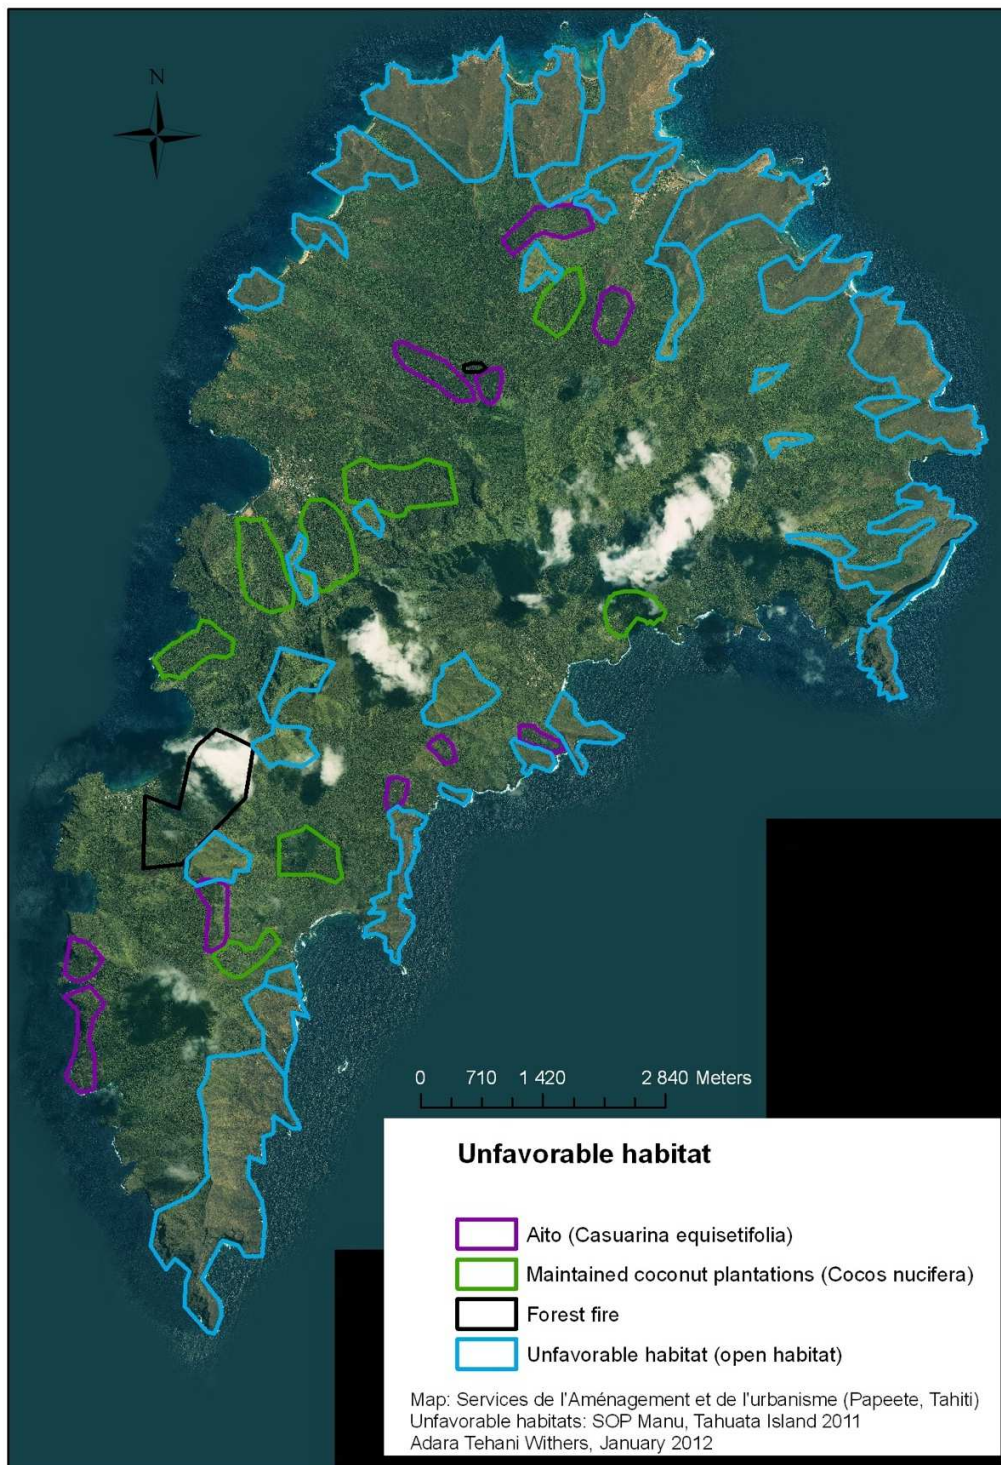 N
0 710 1 420 2 840 Meters
Unfavorable habitat
Aito (Casuarina equisetifolia)
Maintained coconut plantations (Cocos nucifera)
Forest fire
Unfavorable habitat (open habitat)
Map: Services de l'Aménagement et de l'urbanisme (Papeete, Tahiti)
Unfavorable habitats: SOP Manu, Tahuata Island 2011
Adara Tehani Withers, January 2012